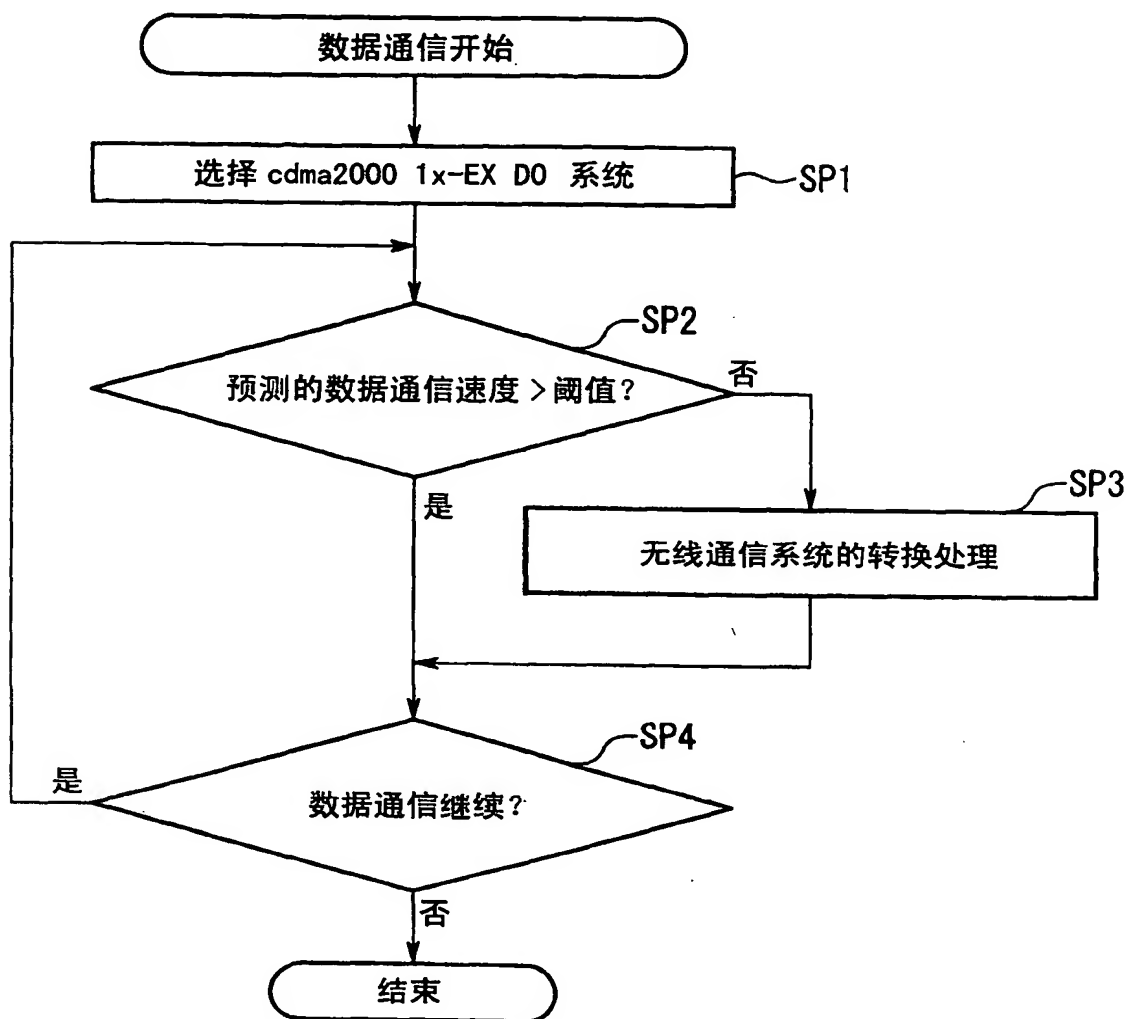 数据通信开始
选择 cdma2000 1x-EX DO 系统
SP1
SP2
预测的数据通信速度 > 阈值?
否
是
SP3
无线通信系统的转换处理
SP4
是
数据通信继续?
否
结束